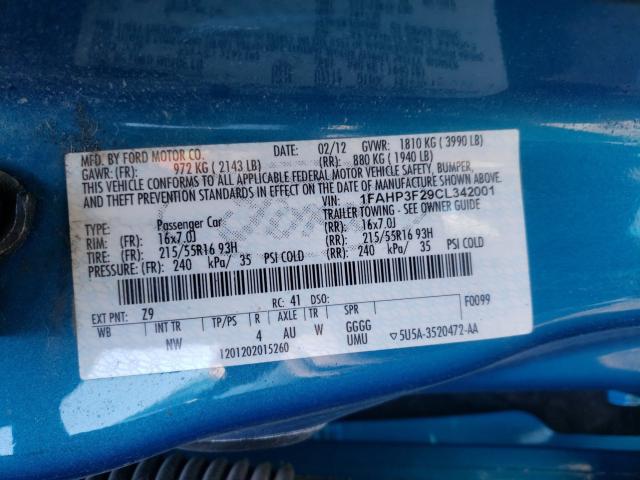 MFD. BY FORD MOTOR CO. 02/12 GVWR: 1810 KG ( 3990 LB)
GAWR: (FR): 972 KG ( 2143 LB) (RR): 880 KG ( 1940 LB)
THIS VEHICLE CONFORMS TO ALL APPLICABLE FEDERAL MOTOR VEHICLE SAFETY, BUMPER,
AND THEFT PREVENTION STANDARDS IN EFFECT ON THE DATE OF MANUFACTURE SHOWN ABOVE.
VIN: 1FAHP3F29CL342001
TYPE: Passenger Car TRAILER TOWING - SEE OWNER GUIDE
RIM: (FR): 16x7.0J (RR): 16x7.0J
TIRE: (FR): 215/55R16 93H (RR): 215/55R16 93H
PRESSURE: (FR): 240 kPa/ 35 PSI COLD (RR): 240 kPa/ 35 PSI COLD
EXT PNT: Z9 RC: 41 DSO: F0099
WB INT TR TP/PS R AXLE TR SPR
NW 4 AU W GGGG
1201202015260 UMU ▽5U5A-3520472-AA